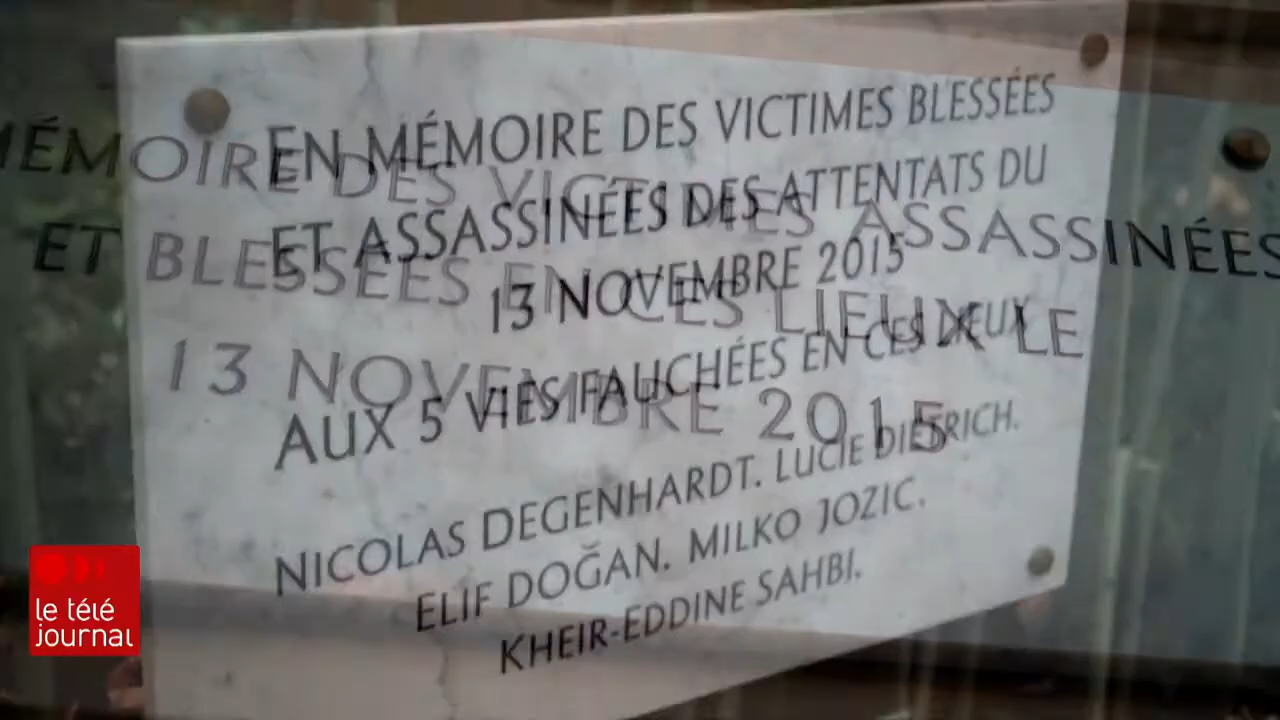 EN MÉMOIRE DES VICTIMES BLESSÉES
ET ASSASSINÉES DES ATTENTATS DU
13 NOVEMBRE 2015
AUX 5 VIES FAUCHÉES EN CES LIEUX
NICOLAS DEGENHARDT. LUCIE DIETRICH.
ELIF DOĞAN. MILKO JOZIC.
KHEIR-EDDINE SAHBI.
MÉMOIRE DES VICTIMES ASSASSINÉES
ET BLESSÉES EN CES LIEUX LE
13 NOVEMBRE 2015
le télé
journal